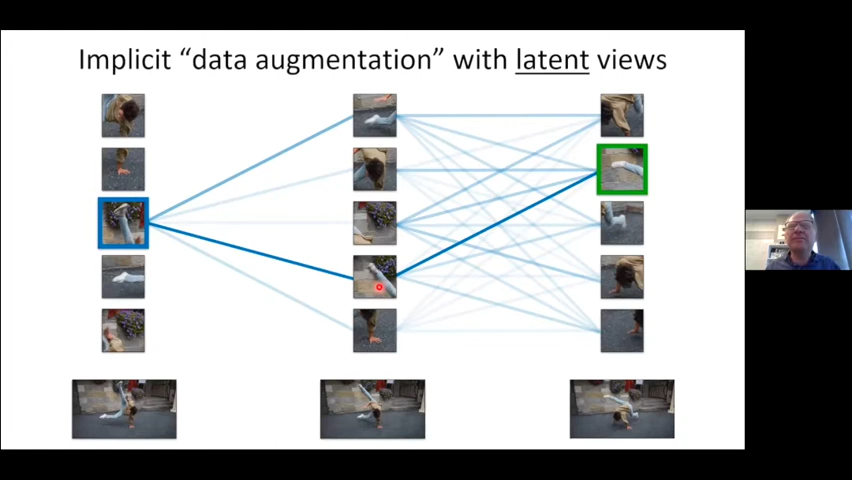 Implicit “data augmentation” with latent views